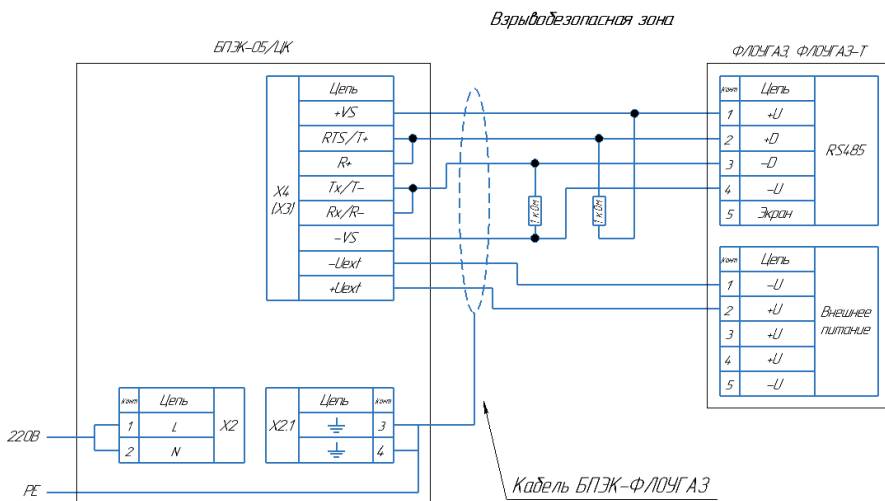 Взрывобезопасная зона
БПЭК-05/ЦК
ФЛОУГАЗ, ФЛОУГАЗ-Т
X4
(X3)
Цепь
+VS
RTS/T+
R+
Tx/T-
Rx/R-
-VS
-Uext
+Uext
1 кОм
1 кОм
конт Цепь
1 +U
2 +D
3 -D
4 -U
5 Экран
RS485
конт Цепь
1 -U
2 +U
3 +U
4 +U
5 -U
Внешнее
питание
конт Цепь
1 L
2 N
X2
X2.1
Цепь конт
3
4
220В
PE
Кабель БПЭК-ФЛОУГАЗ